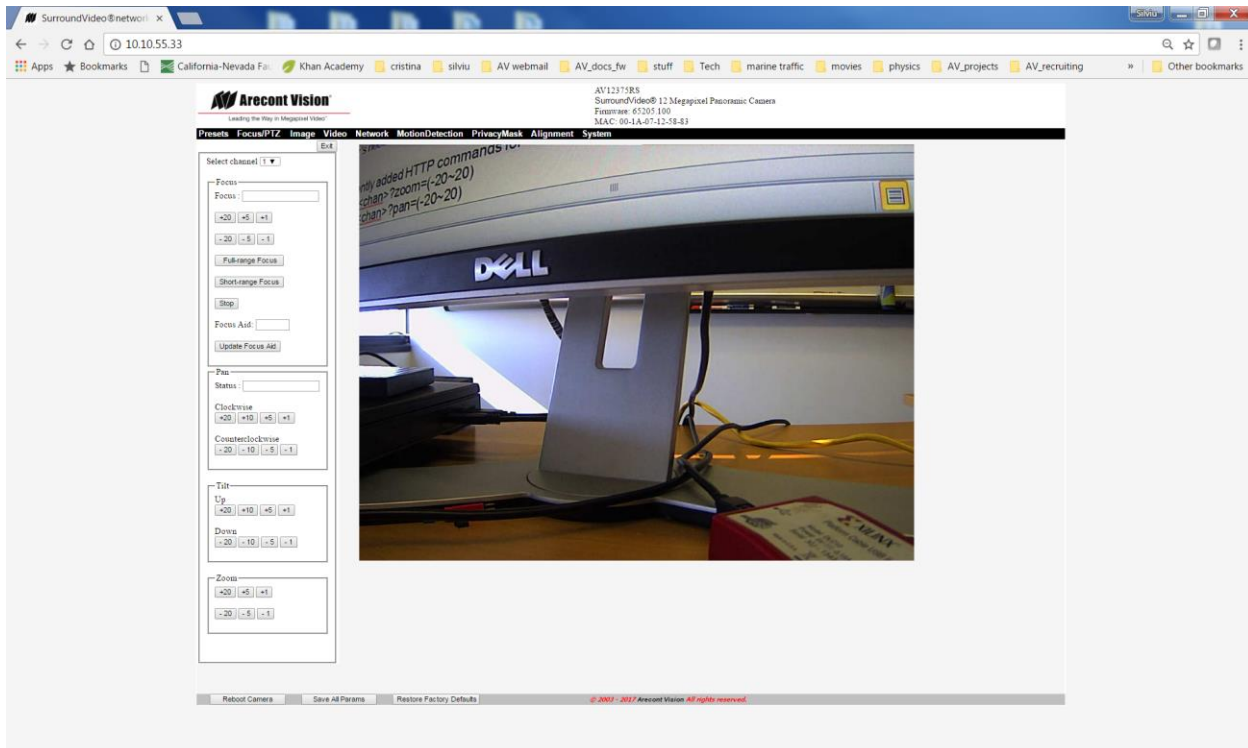 SurroundVideo®network
Silviu
10.10.55.33
Apps Bookmarks California-Nevada Fac Khan Academy cristina silviu AV webmail AV_docs_fw stuff Tech marine traffic movies physics AV_projects AV_recruiting » Other bookmarks
Arecont Vision®
Leading the Way in Megapixel Video™
AV12375RS
SurroundVideo® 12 Megapixel Panoramic Camera
Firmware: 65205.100
MAC: 00-1A-07-12-58-83
Presets Focus/PTZ Image Video Network MotionDetection PrivacyMask Alignment System
Exit
Select channel 1
Focus
Focus :
+20 +5 +1
- 20 - 5 - 1
Full-range Focus
Short-range Focus
Stop
Focus Aid:
Update Focus Aid
Pan
Status :
Clockwise
+20 +10 +5 +1
Counterclockwise
- 20 - 10 - 5 - 1
Tilt
Up
+20 +10 +5 +1
Down
- 20 - 10 - 5 - 1
Zoom
+20 +5 +1
- 20 - 5 - 1
added HTTP commands
<chan>?zoom=(-20~20)
chan>?pan=(-20~20)
DELL
XILINX
Platform Cable USB
Reboot Camera Save All Params Restore Factory Defaults
© 2003 - 2017 Arecont Vision All rights reserved.